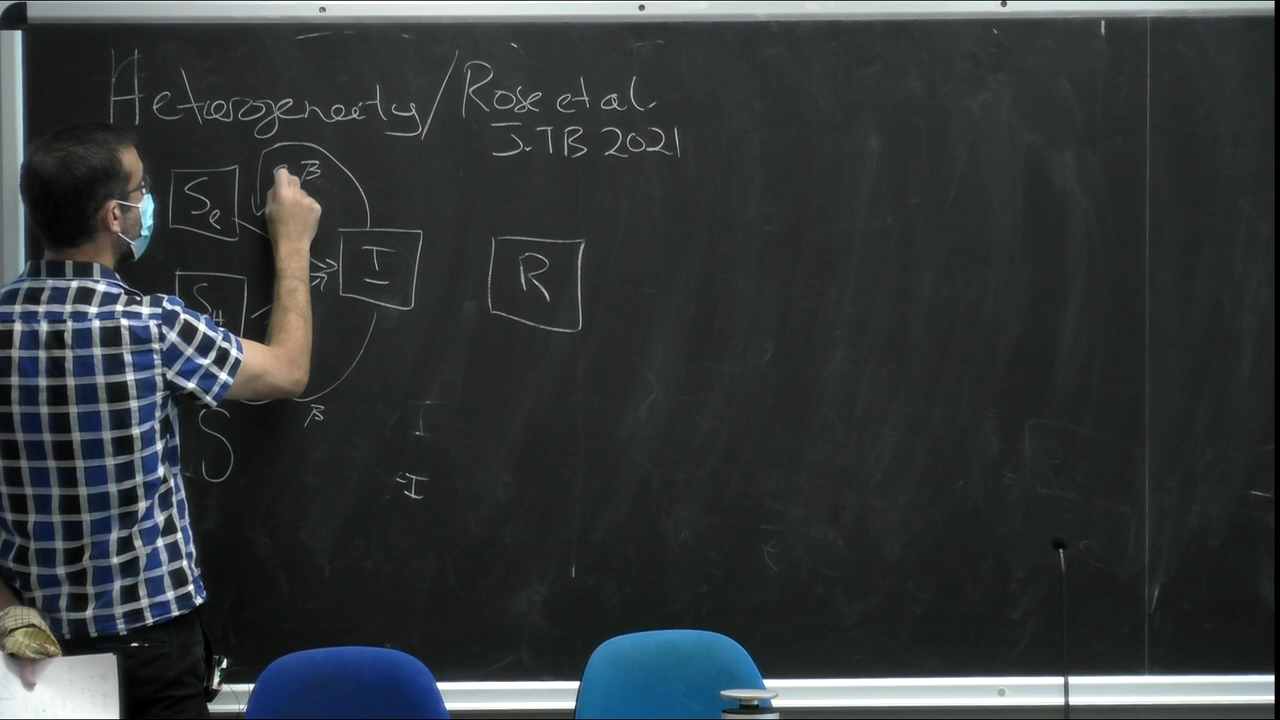 Heterogeneity/Rose et al.
J.TB 2021
β
Se
I
R
SH
β
S
I
-I